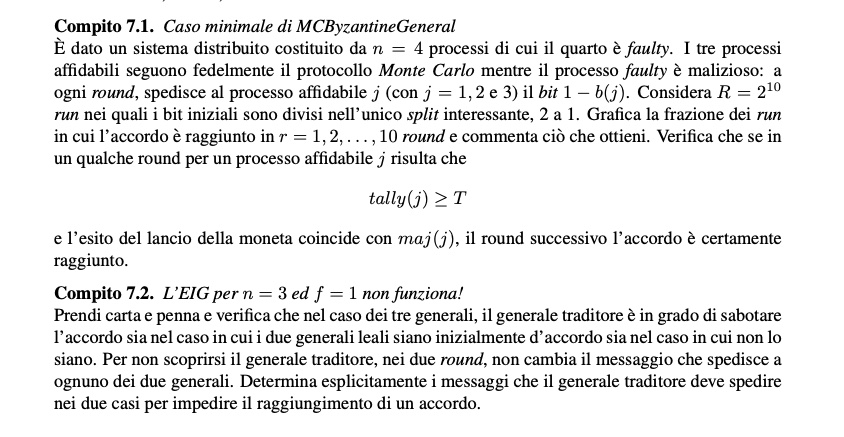 Compito 7.1. Caso minimale di MCByzantineGeneral
È dato un sistema distribuito costituito da n = 4 processi di cui il quarto è faulty. I tre processi
affidabili seguono fedelmente il protocollo Monte Carlo mentre il processo faulty è malizioso: a
ogni round, spedisce al processo affidabile j (con j = 1, 2 e 3) il bit 1 − b(j). Considera R = 2^10
run nei quali i bit iniziali sono divisi nell'unico split interessante, 2 a 1. Grafica la frazione dei run
in cui l'accordo è raggiunto in r = 1, 2, . . . , 10 round e commenta ciò che ottieni. Verifica che se in
un qualche round per un processo affidabile j risulta che
tally(j) ≥ T
e l'esito del lancio della moneta coincide con maj(j), il round successivo l'accordo è certamente
raggiunto.
Compito 7.2. L'EIG per n = 3 ed f = 1 non funziona!
Prendi carta e penna e verifica che nel caso dei tre generali, il generale traditore è in grado di sabotare
l'accordo sia nel caso in cui i due generali leali siano inizialmente d'accordo sia nel caso in cui non lo
siano. Per non scoprirsi il generale traditore, nei due round, non cambia il messaggio che spedisce a
ognuno dei due generali. Determina esplicitamente i messaggi che il generale traditore deve spedire
nei due casi per impedire il raggiungimento di un accordo.